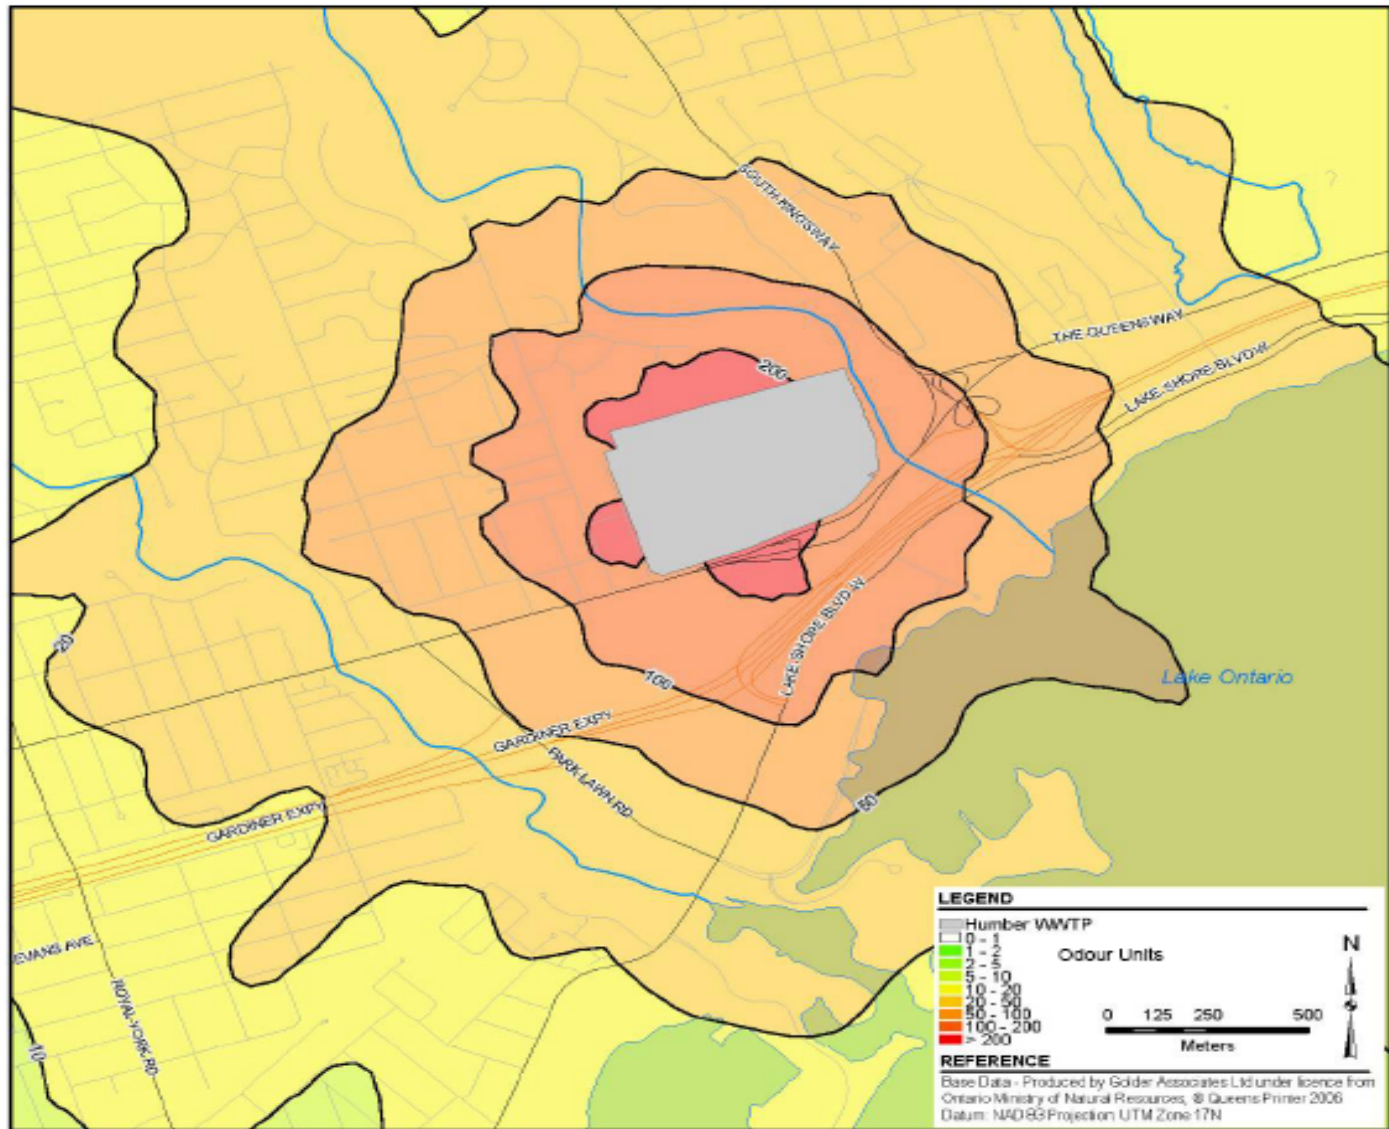 SOUTH KINGSWAY
THE QUEENSWAY
LAKE SHORE BLVD W
200
20
100
LAKE SHORE BLVD W
Lake Ontario
GARDINER EXPY
PARK LAWN RD
50
GARDINER EXPY
EVANS AVE
ROYAL YORK RD
10
LEGEND
Humber WWTP
0 - 1
1 - 2
2 - 5
5 - 10
10 - 20
20 - 50
50 - 100
100 - 200
> 200
Odour Units
N
0 125 250 500
Meters
REFERENCE
Base Data - Produced by Golder Associates Ltd under licence from
Ontario Ministry of Natural Resources, © Queens Printer 2006
Datum: NAD 83 Projection: UTM Zone 17N